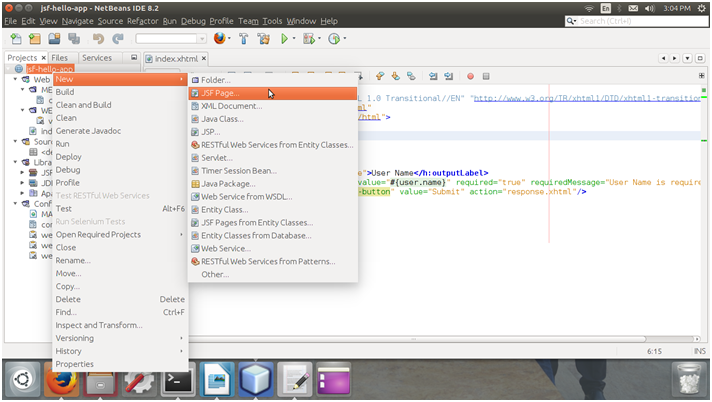 jsf-hello-app - NetBeans IDE 8.2
En
3:04 PM
File Edit View Navigate Source Refactor Run Debug Profile Team Tools Window Help
Search (Ctrl+I)
Projects
Files
Services
index.xhtml
jsf-hello-app
Web
ME
WE
Sourc
<de
Libra
JSF
JDK
Apa
Conf
MA
con
we
we
we
New
Build
Clean and Build
Clean
Generate Javadoc
Run
Deploy
Debug
Profile
Test RESTful Web Services
Test Alt+F6
Run Selenium Tests
Open Required Projects
Close
Rename...
Move...
Copy...
Delete Delete
Find... Ctrl+F
Inspect and Transform...
Versioning
History
Properties
Folder...
JSF Page...
XML Document...
Java Class...
JSP...
RESTful Web Services from Entity Classes...
Servlet...
Timer Session Bean...
Java Package...
Web Service from WSDL...
Entity Class...
JSF Pages from Entity Classes...
Entity Classes from Database...
Web Service...
RESTful Web Services from Patterns...
Other...
1.0 Transitional//EN" "http://www.w3.org/TR/xhtml1/DTD/xhtml1-transition
/html">
">User Name</h:outputLabel>
value="#{user.name}" required="true" requiredMessage="User Name is require
-button" value="Submit" action="response.xhtml"/>
6:15
INS